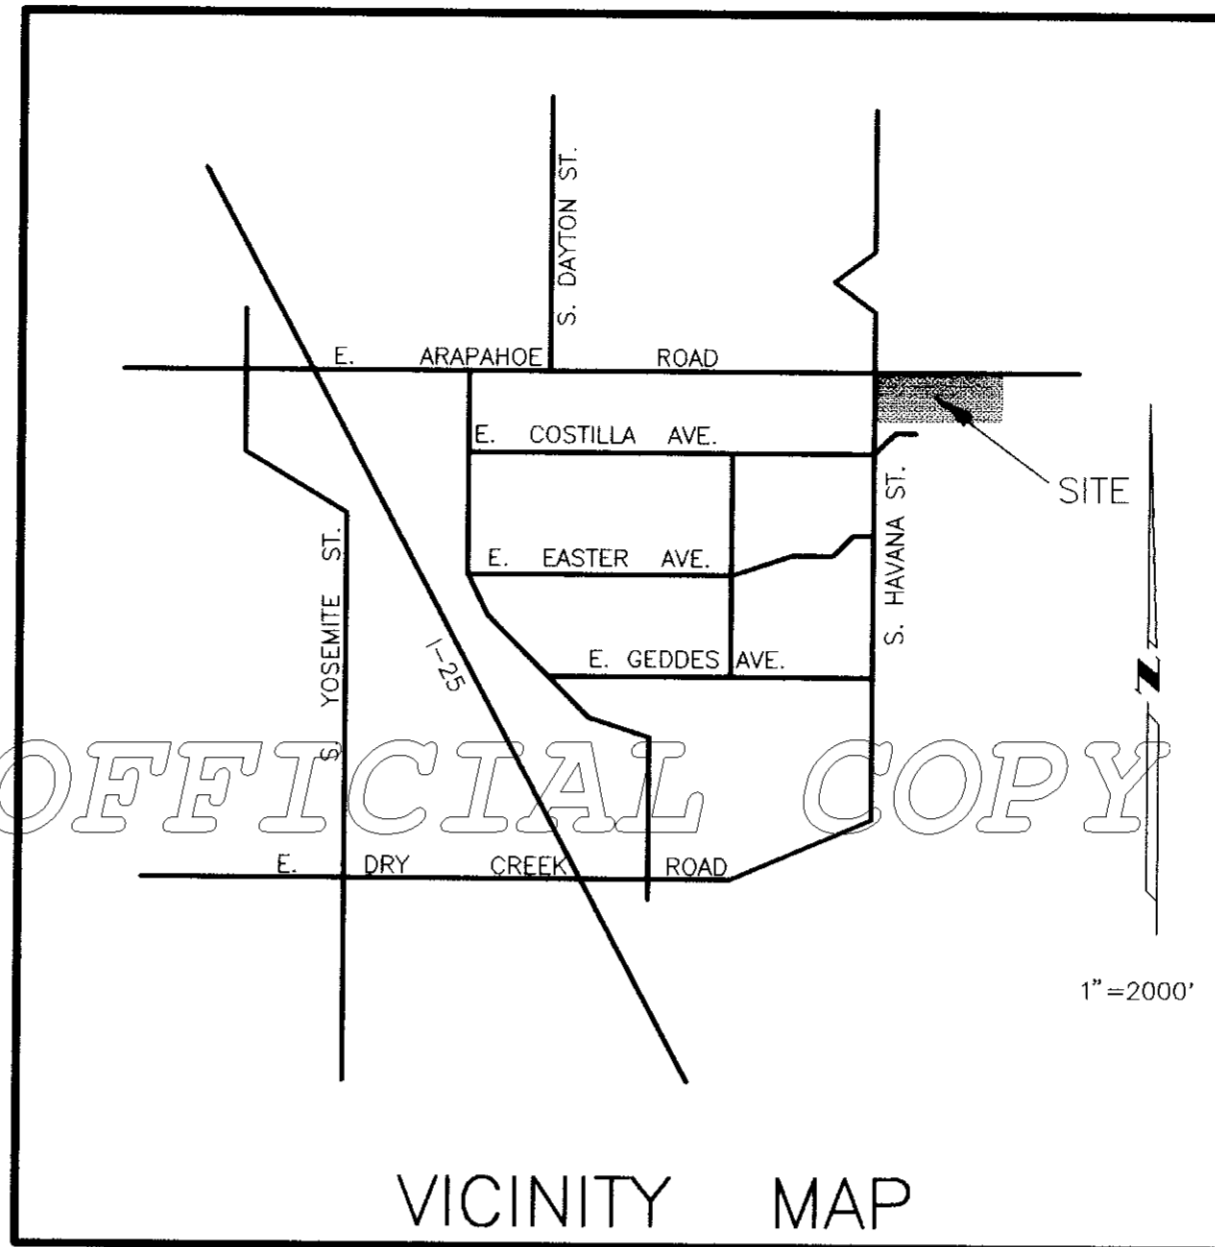 S. DAYTON ST.
E. ARAPAHOE ROAD
E. COSTILLA AVE.
SITE
S. HAVANA ST.
E. EASTER AVE.
S. YOSEMITE ST.
I-25
E. GEDDES AVE.
N
OFFICIAL COPY
E. DRY CREEK ROAD
1"=2000'
VICINITY MAP